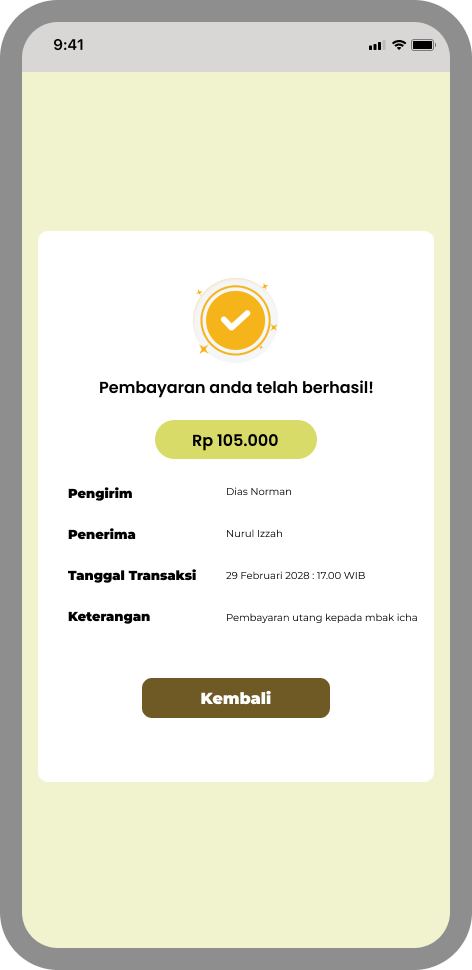 9:41
Pembayaran anda telah berhasil!
Rp 105.000
Pengirim Dias Norman
Penerima Nurul Izzah
Tanggal Transaksi 29 Februari 2028 : 17.00 WIB
Keterangan Pembayaran utang kepada mbak icha
Kembali